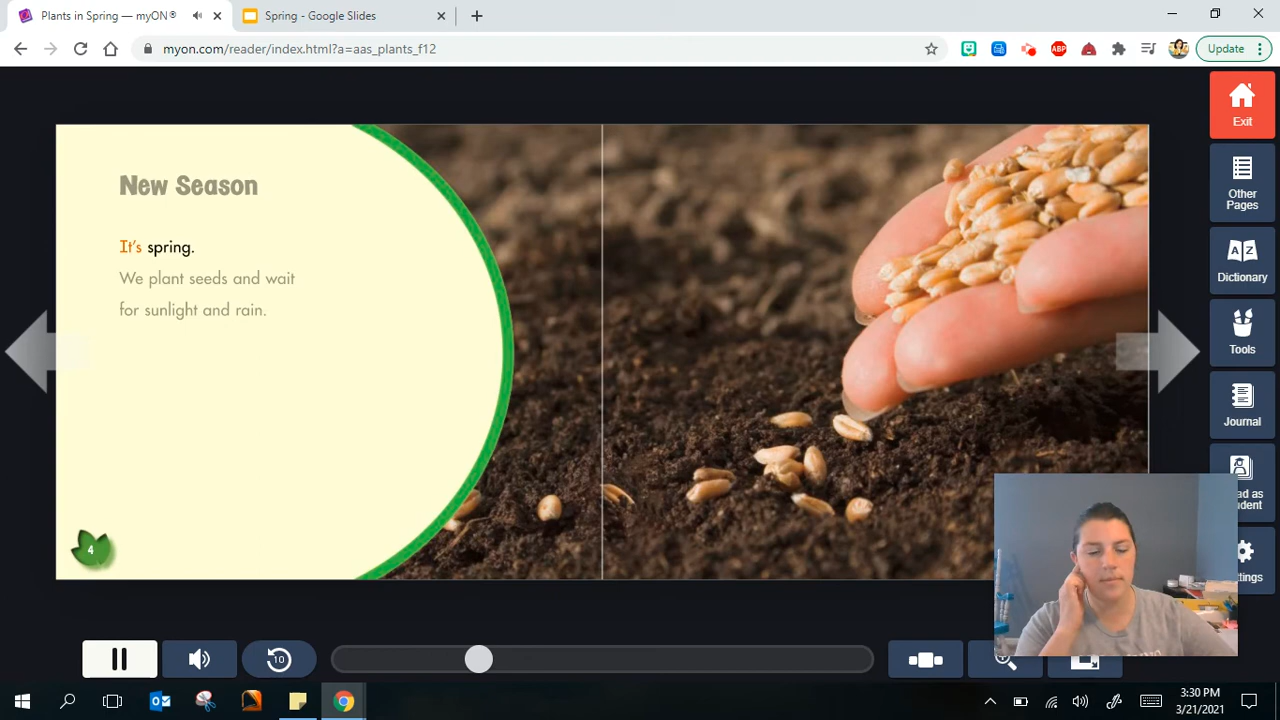 Plants in Spring — myON®
Spring - Google Slides
myon.com/reader/index.html?a=aas_plants_f12
ABP
Update
Exit
New Season
Other
Pages
It's spring.
We plant seeds and wait
for sunlight and rain.
A Z
Dictionary
Tools
Journal
4
10
3:30 PM
3/21/2021